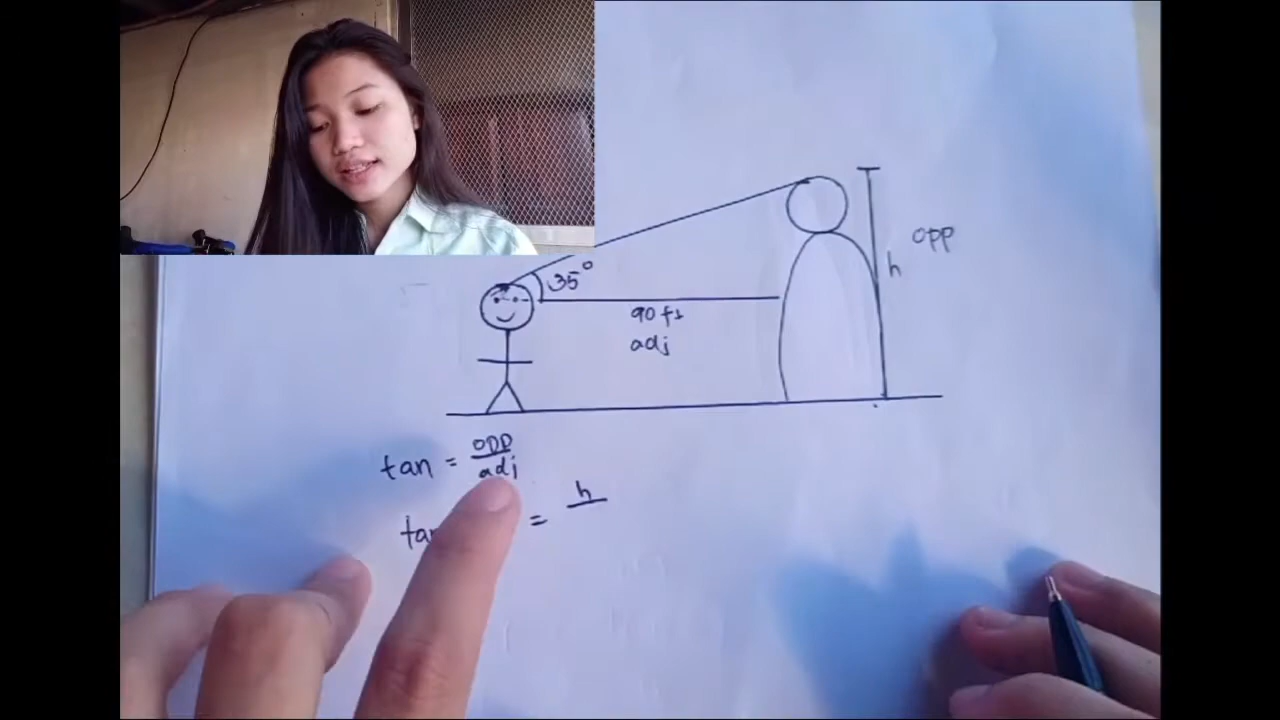 35°
90 ft
adj
h
opp
tan = opp/adj
= h